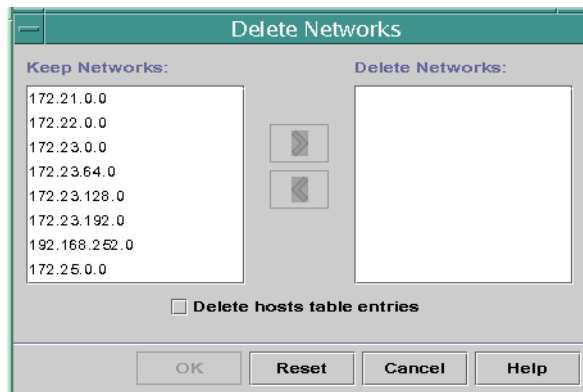 Delete Networks
Keep Networks:
172.21.0.0
172.22.0.0
172.23.0.0
172.23.64.0
172.23.128.0
172.23.192.0
192.168.252.0
172.25.0.0
Delete Networks:
Delete hosts table entries
OK Reset Cancel Help